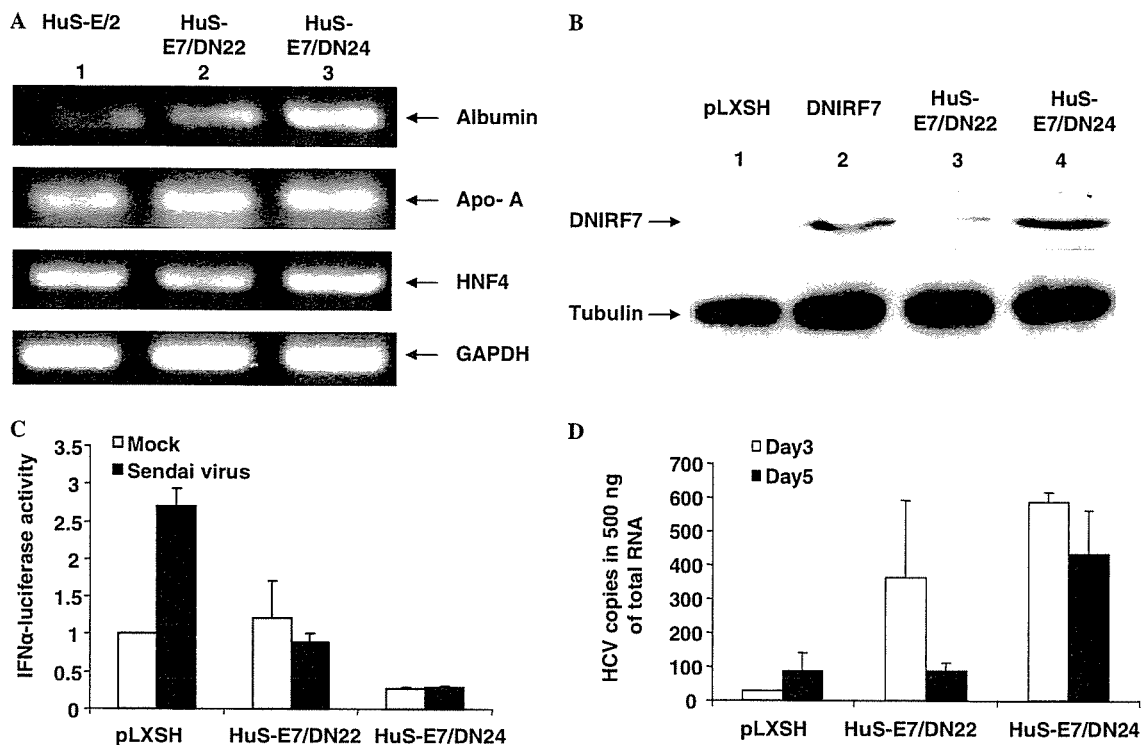 A
HuS-E/2
HuS-
E7/DN22
HuS-
E7/DN24
1
2
3
Albumin
Apo- A
HNF4
GAPDH
B
pLXSH
DNIRF7
HuS-
E7/DN22
HuS-
E7/DN24
1
2
3
4
DNIRF7
Tubulin
C
Mock
Sendai virus
IFNα-luciferase activity
3.5
3
2.5
2
1.5
1
0.5
0
pLXSH
HuS-E7/DN22
HuS-E7/DN24
D
Day3
Day5
HCV copies in 500 ng
of total RNA
700
600
500
400
300
200
100
0
pLXSH
HuS-E7/DN22
HuS-E7/DN24